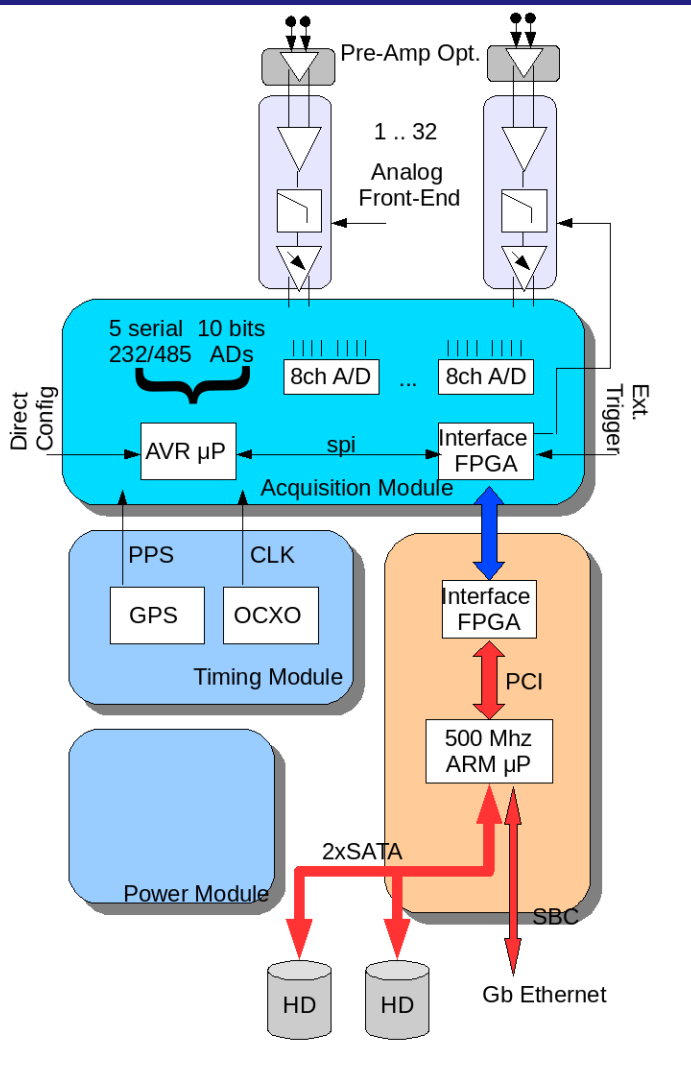 Pre-Amp Opt.
1 .. 32
Analog
Front-End
5 serial 10 bits
232/485 ADs
8ch A/D
...
8ch A/D
Direct
Config
Ext.
Trigger
AVR µP
spi
Interface
FPGA
Acquisition Module
PPS
CLK
GPS
OCXO
Timing Module
Interface
FPGA
PCI
500 Mhz
ARM µP
2xSATA
Power Module
SBC
HD
HD
Gb Ethernet